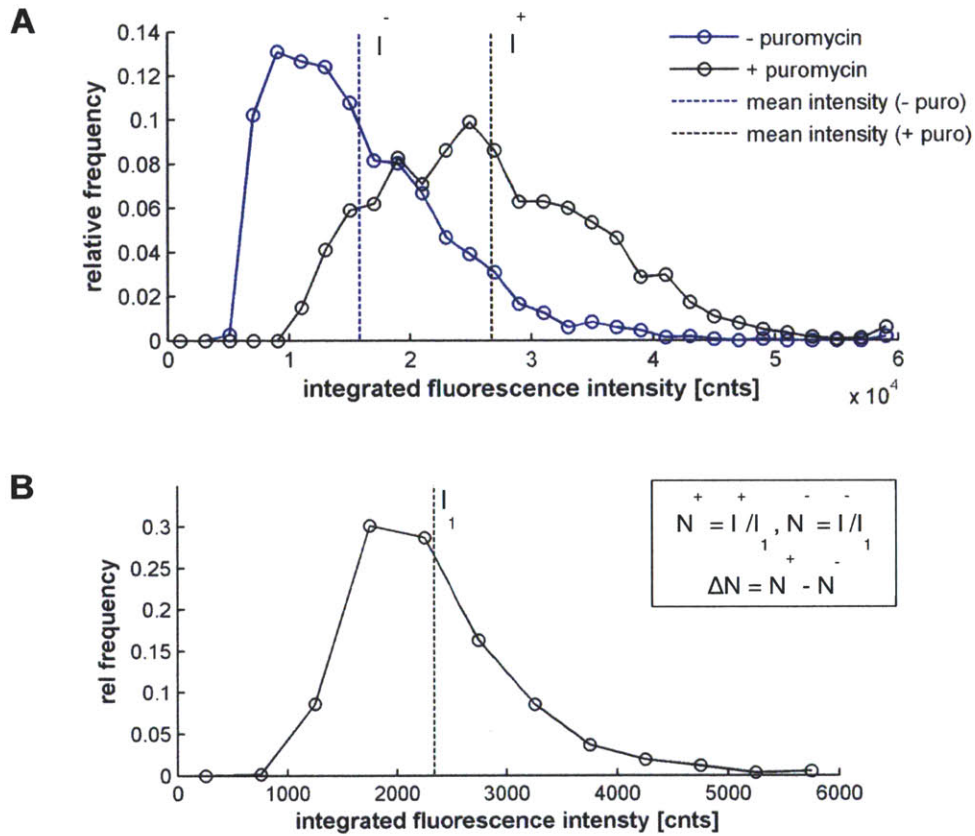 A
I⁻
I⁺
- puromycin
+ puromycin
mean intensity (- puro)
mean intensity (+ puro)
relative frequency
0.14
0.12
0.1
0.08
0.06
0.04
0.02
0
0 1 2 3 4 5 6
x 10⁴
integrated fluorescence intensity [cnts]
B
I₁
N⁺ = I⁺/I₁ , N⁻ = I⁻/I₁
ΔN = N⁺ - N⁻
rel frequency
0.3
0.25
0.2
0.15
0.1
0.05
0
0 1000 2000 3000 4000 5000 6000
integrated fluorescence intensty [cnts]